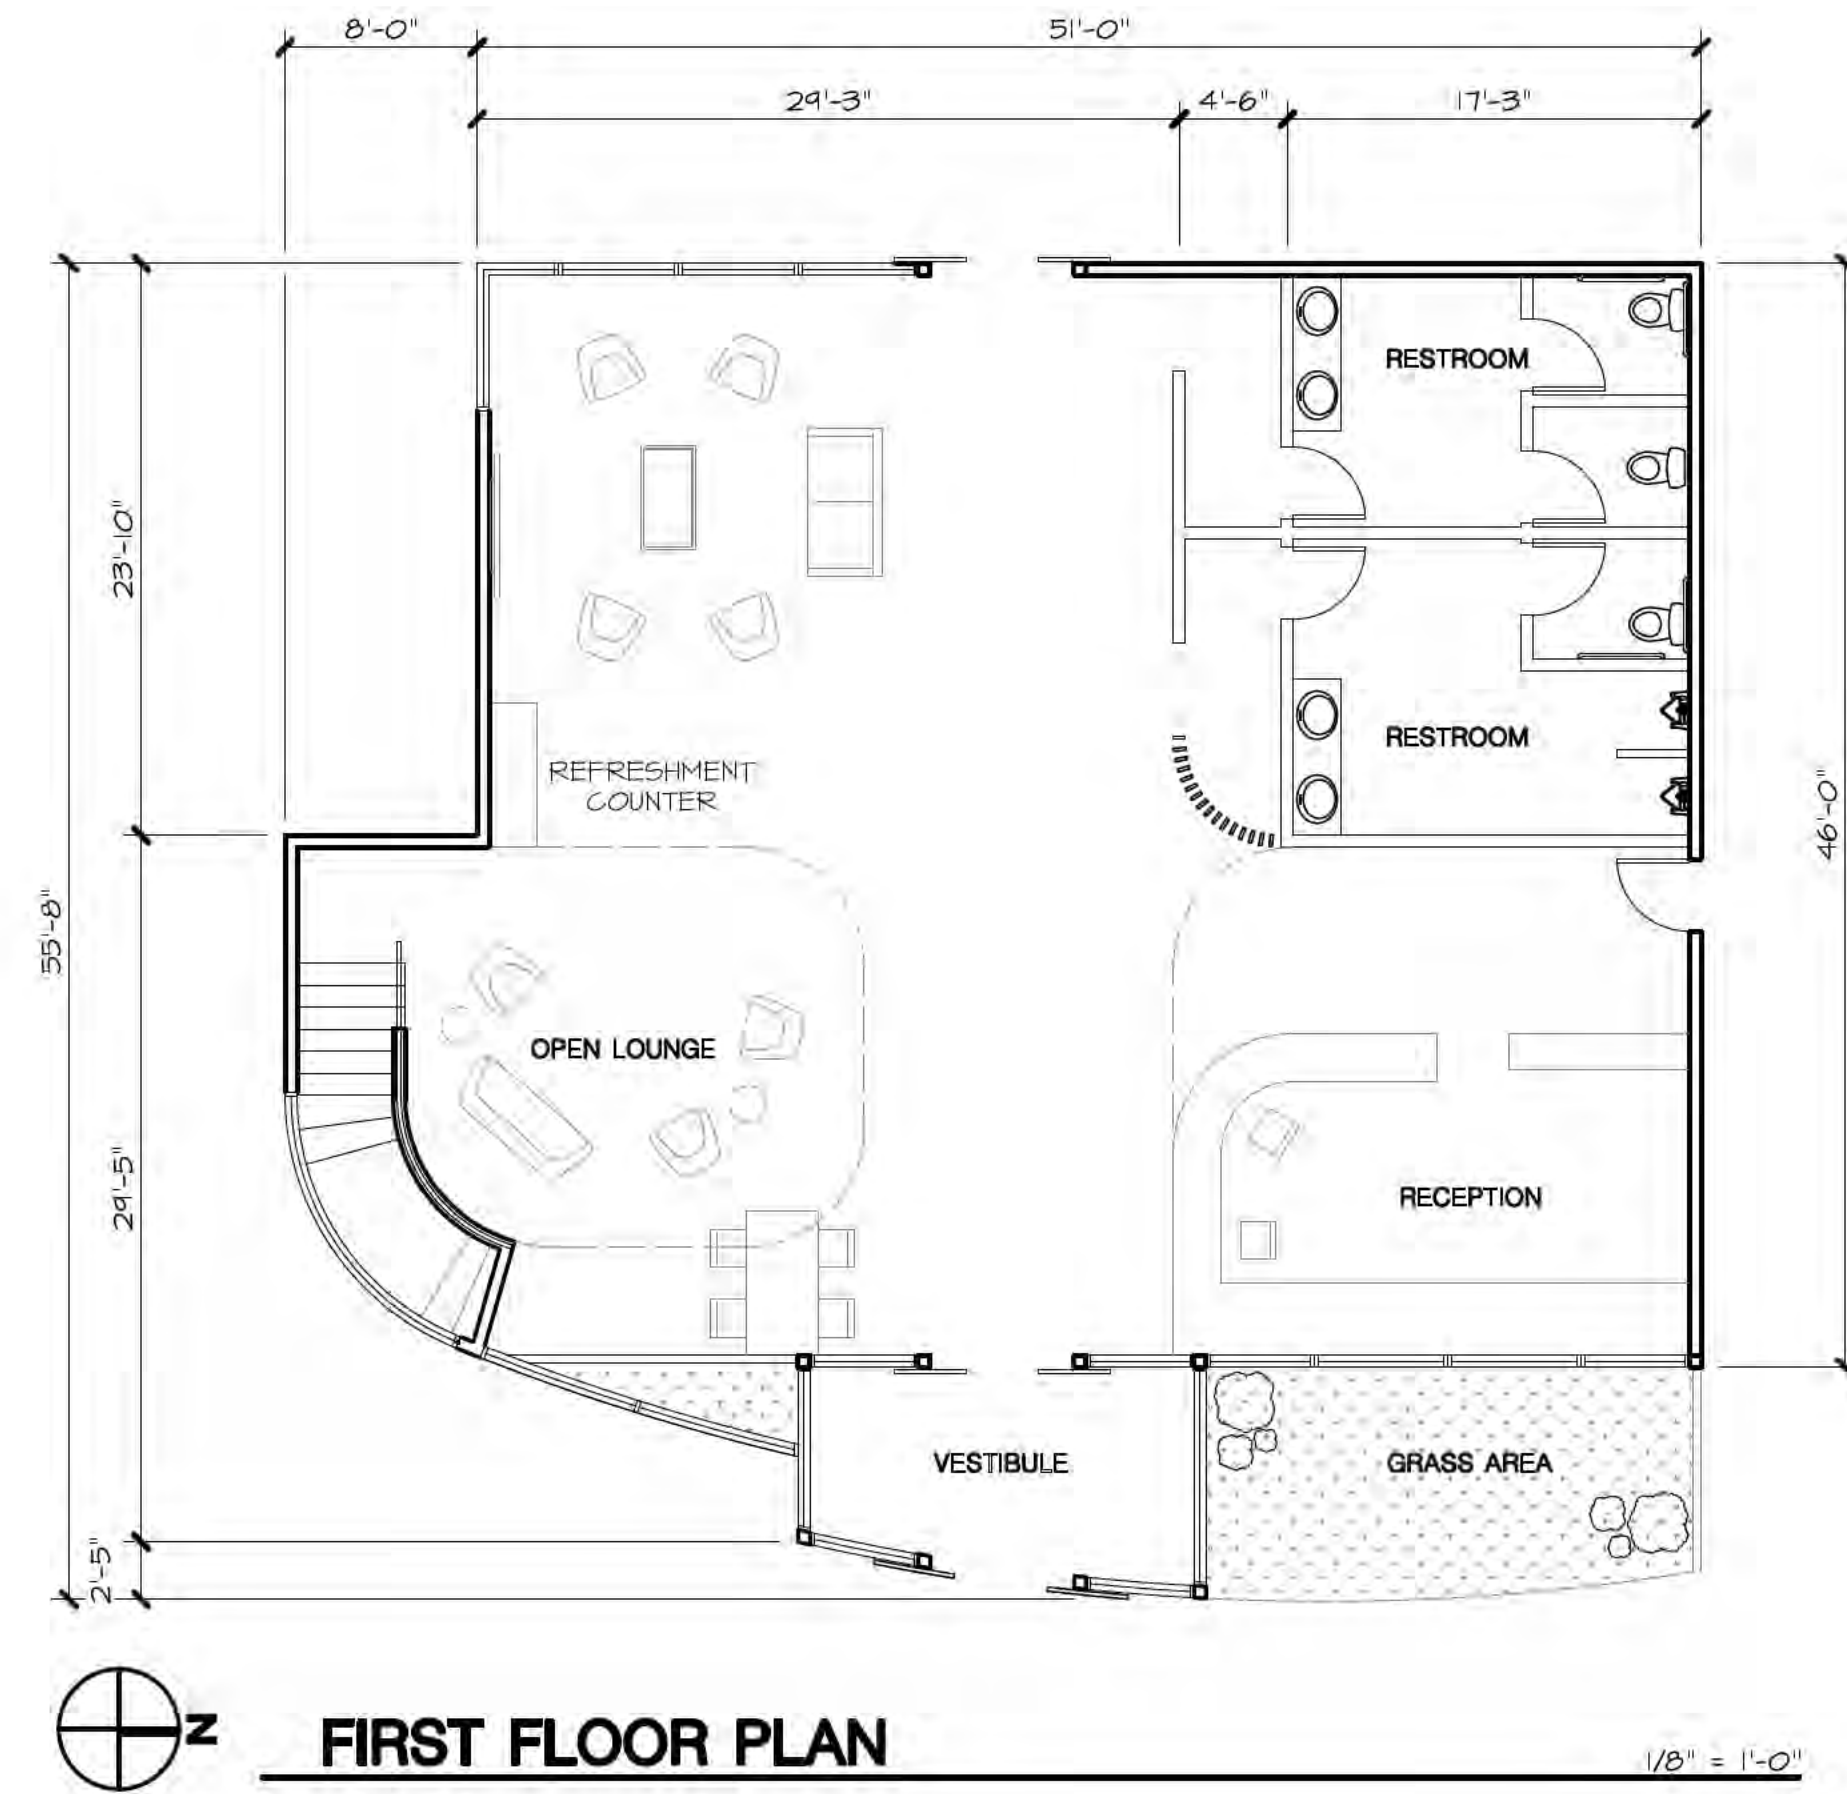 8'-0"
51'-0"
29'-3"
4'-6"
17'-3"
RESTROOM
23'-10"
RESTROOM
REFRESHMENT
COUNTER
46'-0"
55'-8"
OPEN LOUNGE
29'-5"
RECEPTION
VESTIBULE
GRASS AREA
2'-5"
N
FIRST FLOOR PLAN
1/8" = 1'-0"